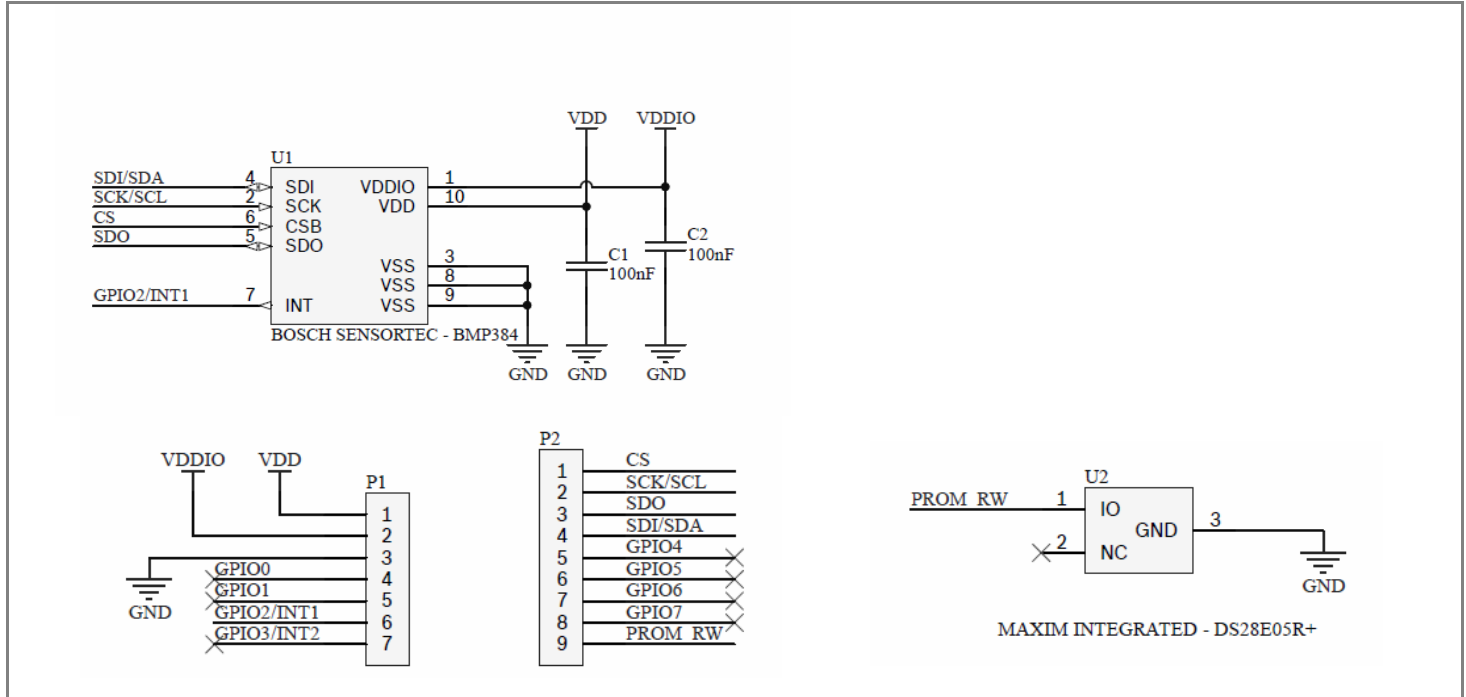 VDD VDDIO
U1
SDI/SDA 4 SDI VDDIO 1
SCK/SCL 2 SCK VDD 10
CS 6 CSB
SDO 5 SDO
C2
100nF
C1
100nF
VSS 3
VSS 8
GPIO2/INT1 7 INT VSS 9
BOSCH SENSORTEC - BMP384
GND GND GND
VDDIO VDD
P1
1
2
3
GPIO0 4
GPIO1 5
GPIO2/INT1 6
GPIO3/INT2 7
GND
P2
1 CS
2 SCK/SCL
3 SDO
4 SDI/SDA
5 GPIO4
6 GPIO5
7 GPIO6
8 GPIO7
9 PROM_RW
U2
PROM_RW 1 IO
GND 3
2 NC
GND
MAXIM INTEGRATED - DS28E05R+